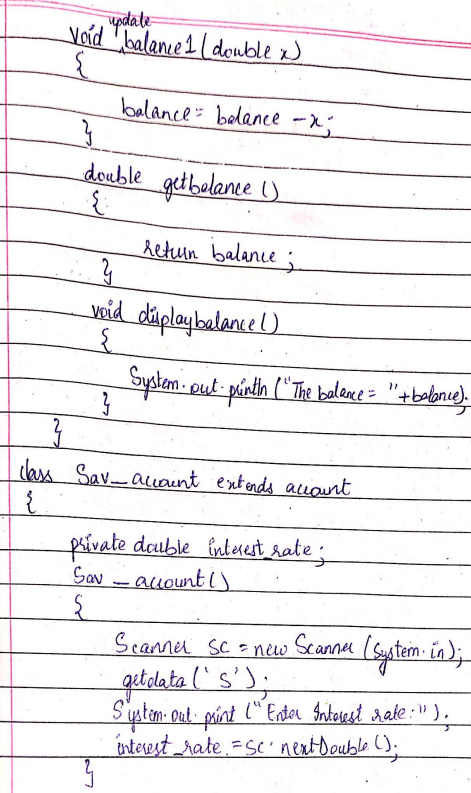 void updatebalance1(double x)
{
balance = balance - x;
}
double getbalance()
{
return balance;
}
void displaybalance()
{
System.out.println("The balance = "+balance);
}
}
class Sav_account extends account
{
private double interest_rate;
Sav_account()
{
Scanner sc = new Scanner(System.in);
getdata('S');
System.out.print("Enter Interest rate:");
interest_rate = sc.nextDouble();
}